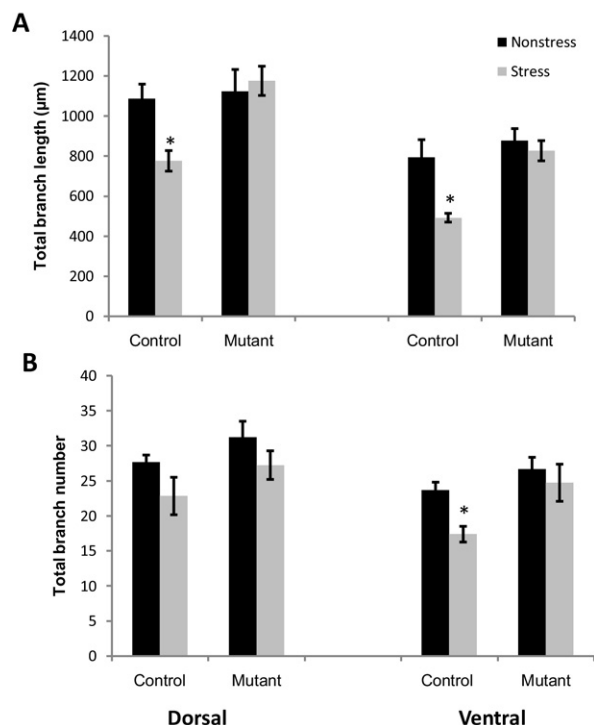 A
Total branch length (µm)
1400
1200
1000
800
600
400
200
0
Nonstress
Stress
*
*
Control Mutant Control Mutant
B
Total branch number
40
35
30
25
20
15
10
5
0
*
Control Mutant Control Mutant
Dorsal Ventral